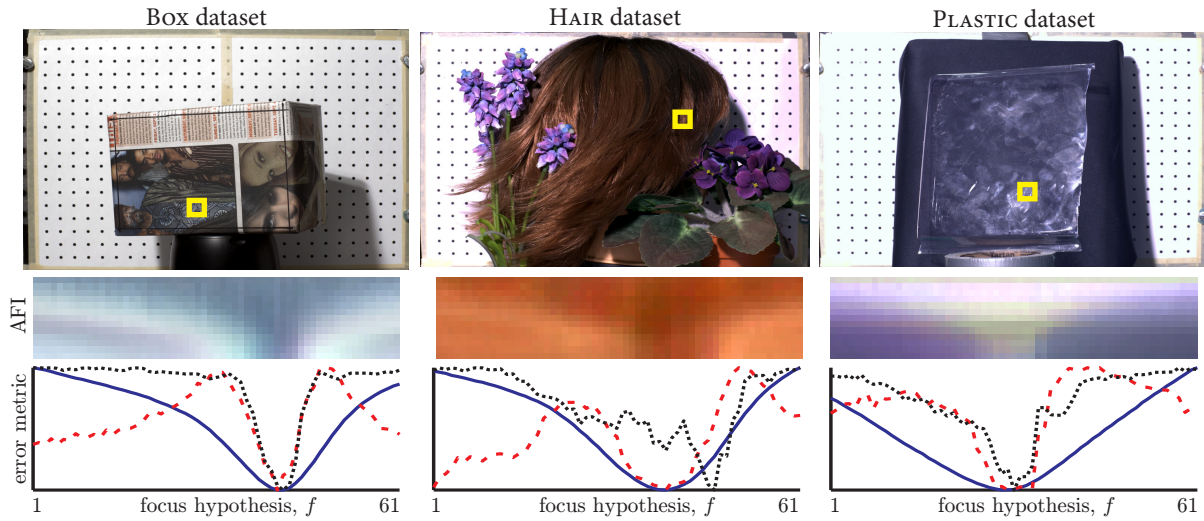 Box dataset
Hair dataset
Plastic dataset
AFI
error metric
1 focus hypothesis, f 61
1 focus hypothesis, f 61
1 focus hypothesis, f 61